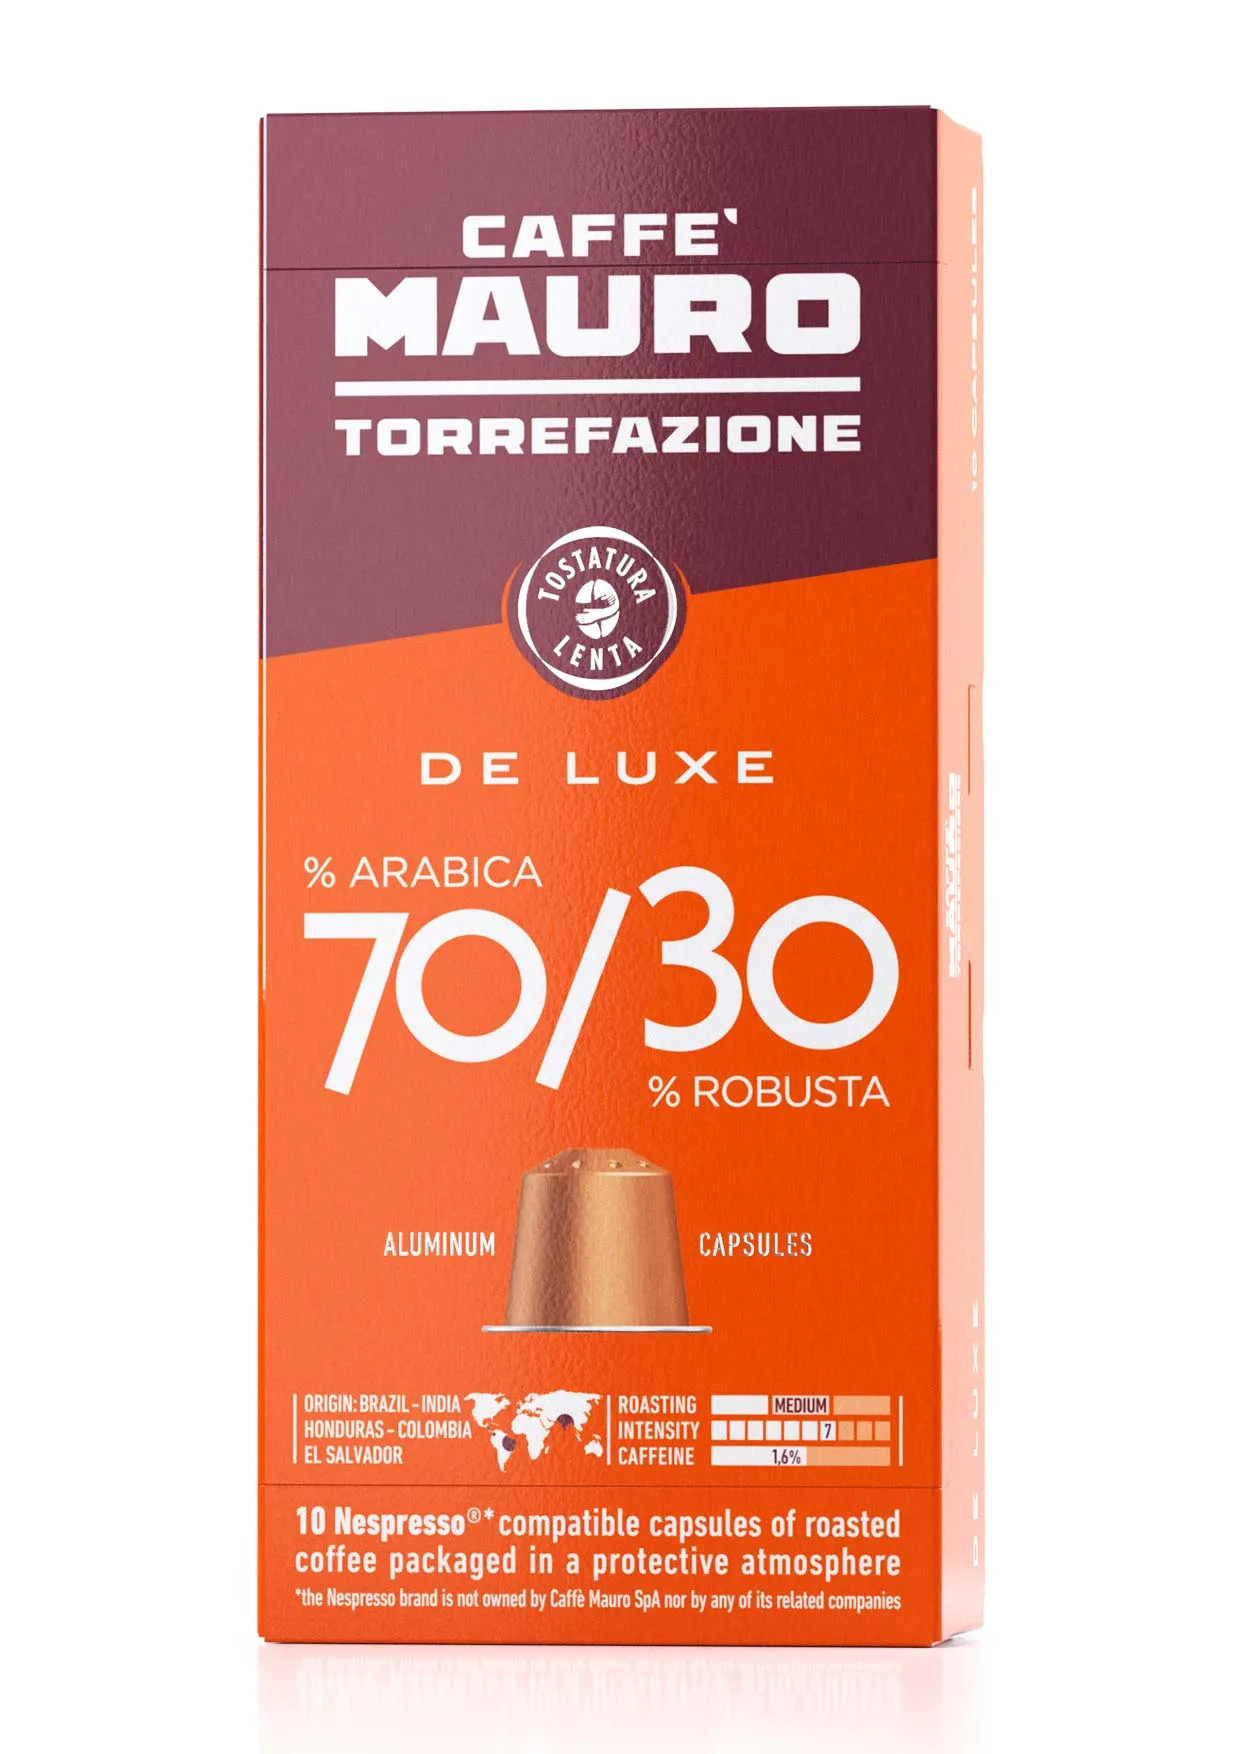 CAFFE`
MAURO
TORREFAZIONE
TOSTATURA
LENTA
DE LUXE
% ARABICA
70/30
% ROBUSTA
ALUMINUM CAPSULES
ORIGIN: BRAZIL - INDIA
HONDURAS - COLOMBIA
EL SALVADOR
ROASTING MEDIUM
INTENSITY 7
CAFFEINE 1,6%
10 Nespresso®* compatible capsules of roasted
coffee packaged in a protective atmosphere
*the Nespresso brand is not owned by Caffè Mauro SpA nor by any of its related companies
10 CAPSULES
MAURO
TORREFAZIONE
DE LUXE